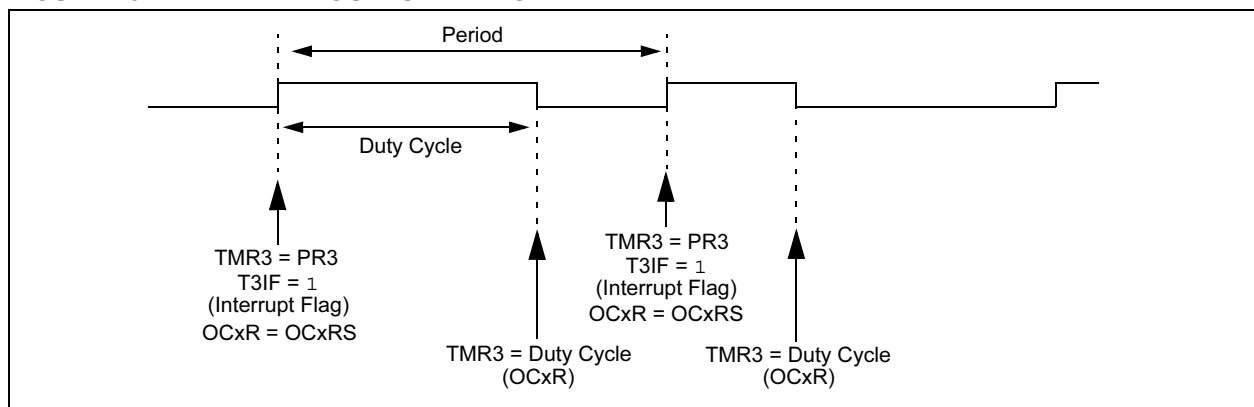 Period
Duty Cycle
TMR3 = PR3
T3IF = 1
(Interrupt Flag)
OCxR = OCxRS
TMR3 = Duty Cycle
(OCxR)
TMR3 = PR3
T3IF = 1
(Interrupt Flag)
OCxR = OCxRS
TMR3 = Duty Cycle
(OCxR)